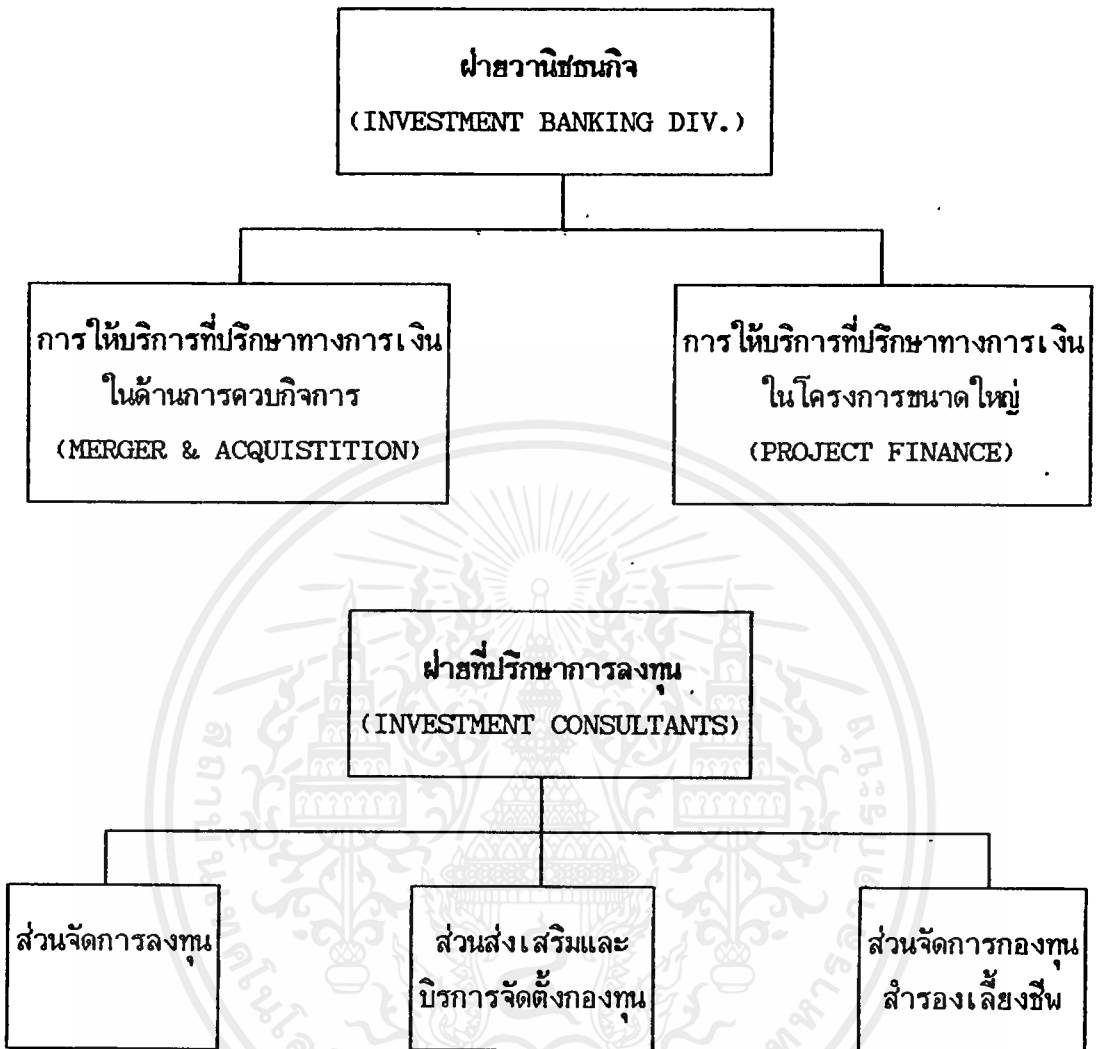 ฝ่ายวานิชธนกิจ
(INVESTMENT BANKING DIV.)
การให้บริการที่ปรึกษาทางการเงิน
ในด้านการควบกิจการ
(MERGER & ACQUISTITION)
การให้บริการที่ปรึกษาทางการเงิน
ในโครงการขนาดใหญ่
(PROJECT FINANCE)
ฝ่ายที่ปรึกษาการลงทุน
(INVESTMENT CONSULTANTS)
ส่วนจัดการลงทุน
ส่วนส่งเสริมและ
บิรการจัดตั้งกองทุน
ส่วนจัดการกองทุน
สำรองเลี้ยงชีพ